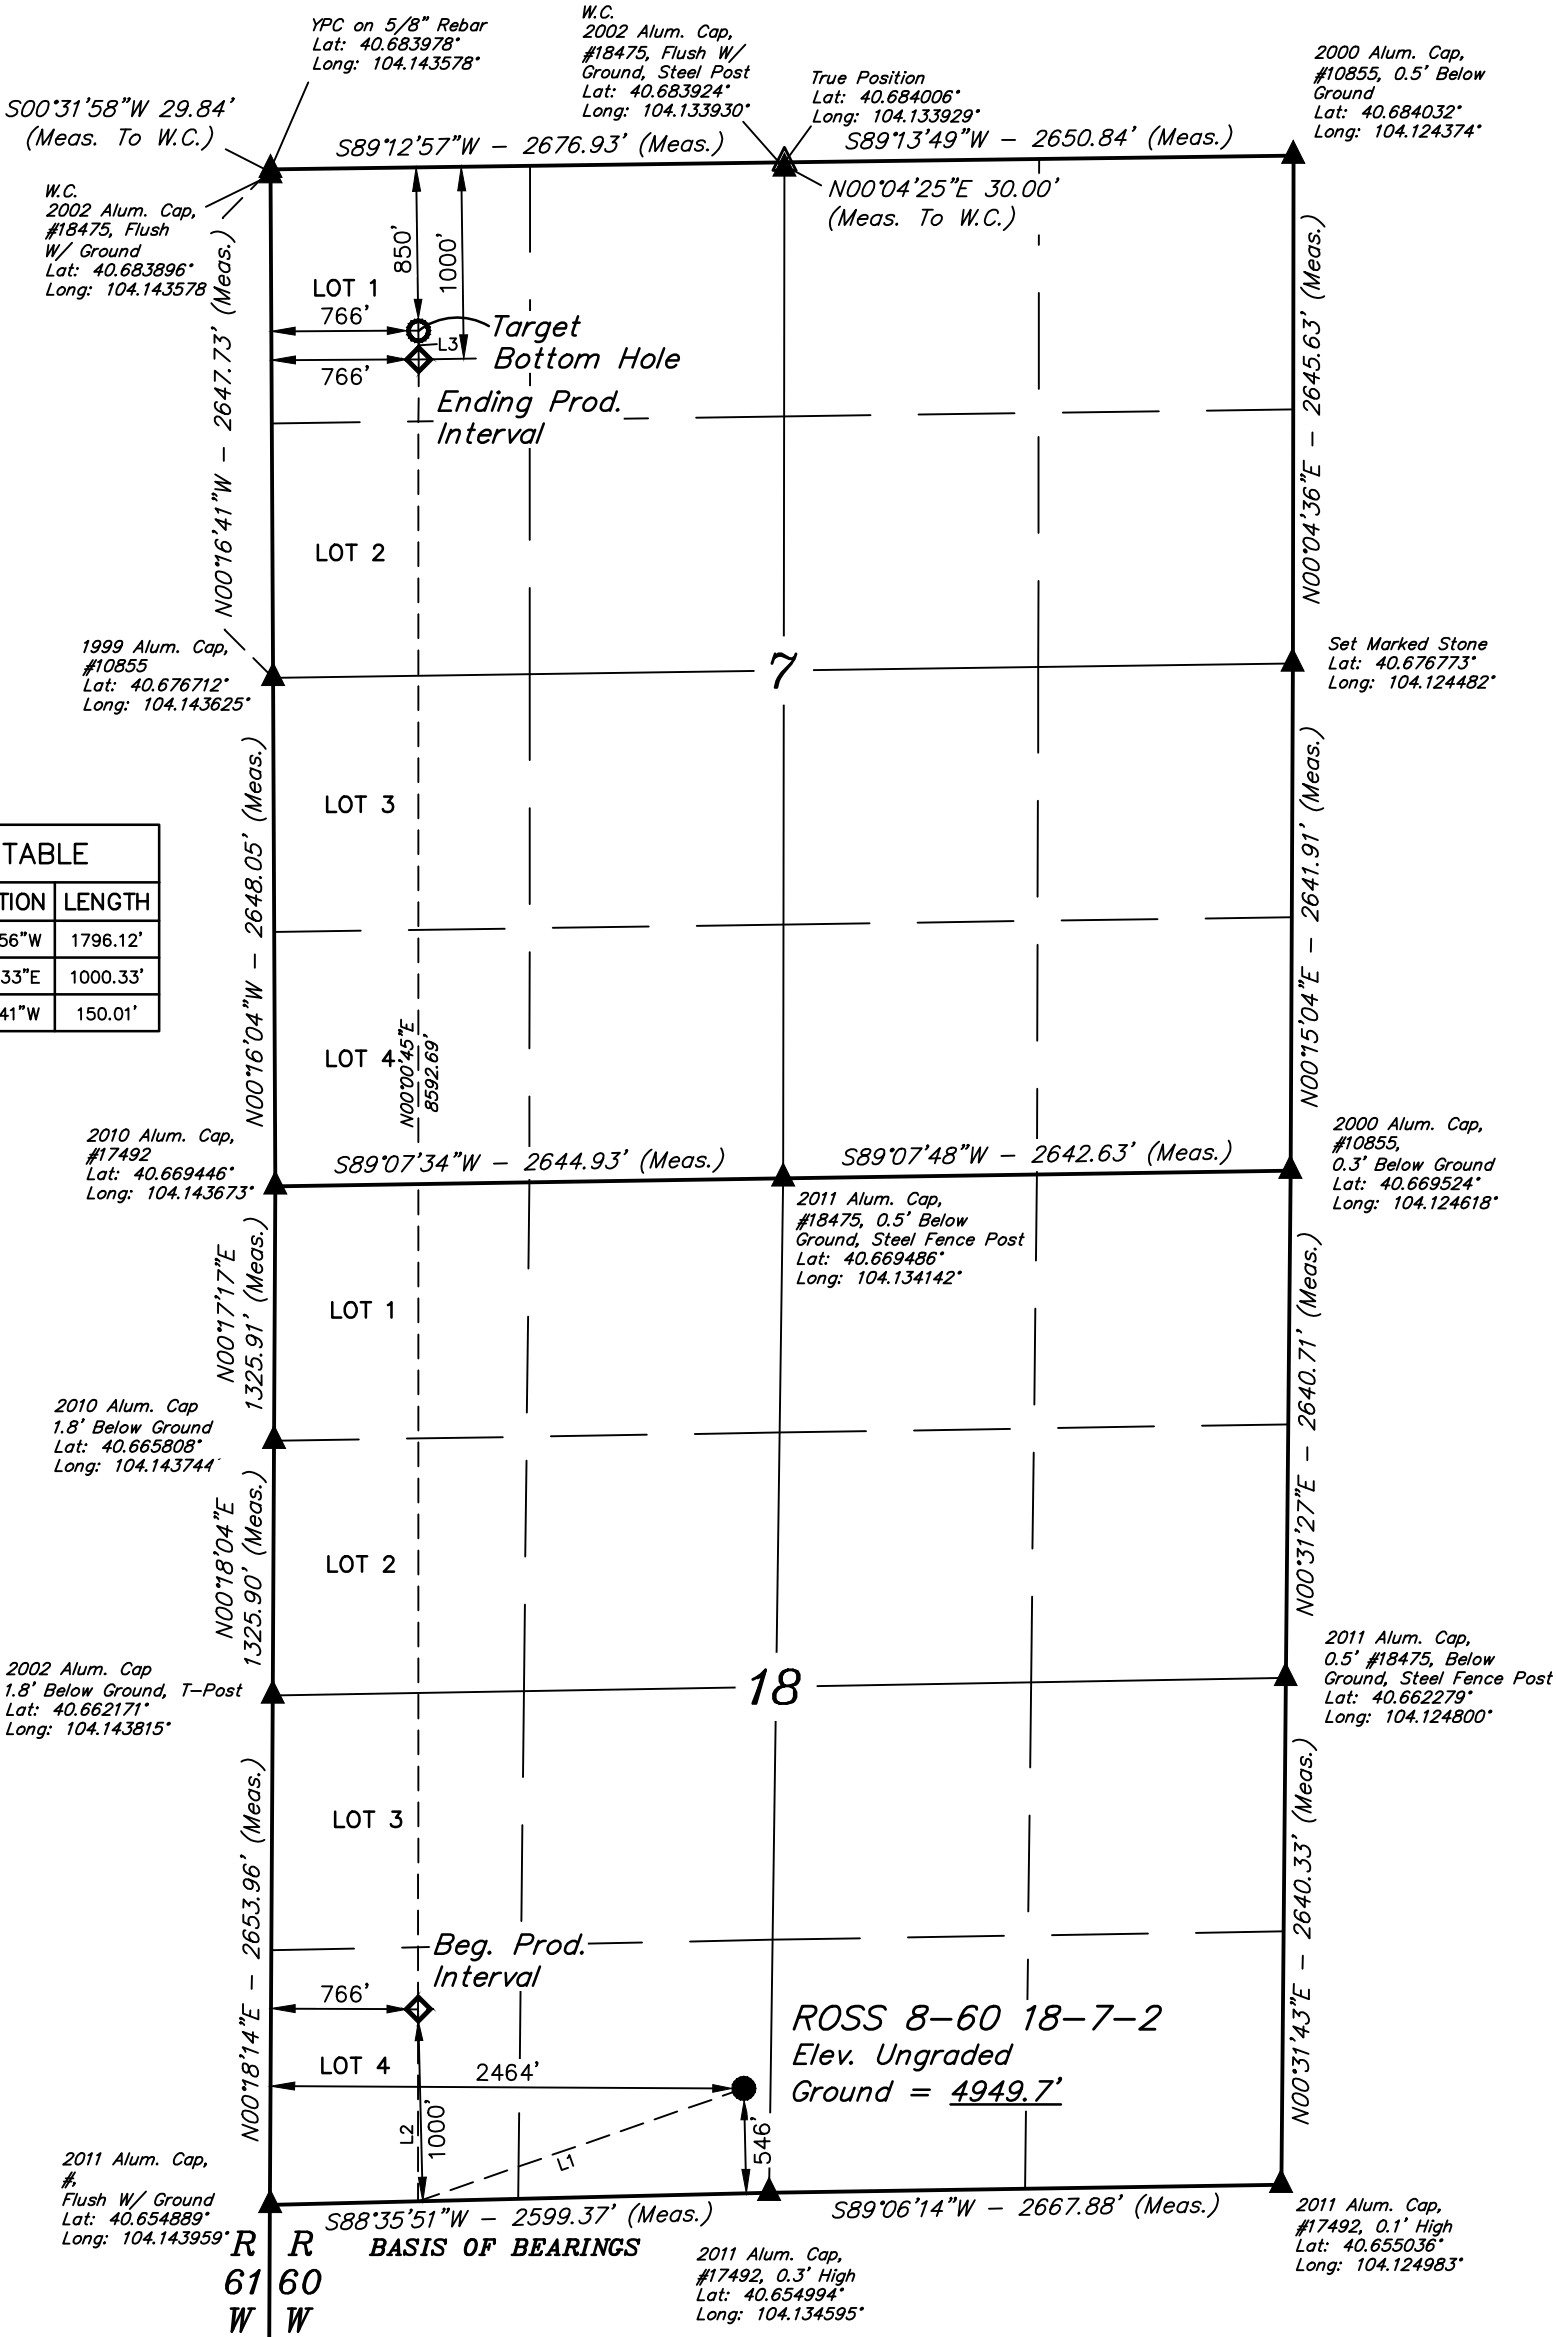 YPC on 5/8" Rebar
Lat: 40.683978°
Long: 104.143578°
W.C.
2002 Alum. Cap,
#18475, Flush W/
Ground, Steel Post
Lat: 40.683924°
Long: 104.133930°
True Position
Lat: 40.684006°
Long: 104.133929°
2000 Alum. Cap,
#10855, 0.5' Below
Ground
Lat: 40.684032°
Long: 104.124374°
S00°31'58"W 29.84'
(Meas. To W.C.)
S89°12'57"W - 2676.93' (Meas.)
S89°13'49"W - 2650.84' (Meas.)
N00°04'25"E 30.00'
(Meas. To W.C.)
W.C.
2002 Alum. Cap,
#18475, Flush
W/ Ground
Lat: 40.683896°
Long: 104.143578
N00°16'41"W - 2647.73' (Meas.)
850'
1000'
LOT 1
766'
Target
Bottom Hole
L3
766'
Ending Prod.
Interval
N00°04'36"E - 2645.63' (Meas.)
LOT 2
1999 Alum. Cap,
#10855
Lat: 40.676712°
Long: 104.143625°
7
Set Marked Stone
Lat: 40.676773°
Long: 104.124482°
N00°16'04"W - 2648.05' (Meas.)
LOT 3
N00°15'04"E - 2641.91' (Meas.)
TABLE
TION LENGTH
56"W 1796.12'
33"E 1000.33'
41"W 150.01'
LOT 4
N00°00'45"E
8592.69'
2010 Alum. Cap,
#17492
Lat: 40.669446°
Long: 104.143673°
S89°07'34"W - 2644.93' (Meas.)
S89°07'48"W - 2642.63' (Meas.)
2000 Alum. Cap,
#10855,
0.3' Below Ground
Lat: 40.669524°
Long: 104.124618°
2011 Alum. Cap,
#18475, 0.5' Below
Ground, Steel Fence Post
Lat: 40.669486°
Long: 104.134142°
N00°17'17"E
1325.91' (Meas.)
LOT 1
N00°31'27"E - 2640.71' (Meas.)
2010 Alum. Cap
1.8' Below Ground
Lat: 40.665808°
Long: 104.143744°
N00°18'04"E
1325.90' (Meas.)
LOT 2
2002 Alum. Cap
1.8' Below Ground, T-Post
Lat: 40.662171°
Long: 104.143815°
18
2011 Alum. Cap,
0.5' #18475, Below
Ground, Steel Fence Post
Lat: 40.662279°
Long: 104.124800°
N00°18'14"E - 2653.96' (Meas.)
LOT 3
N00°31'43"E - 2640.33' (Meas.)
Beg. Prod.
Interval
766'
ROSS 8-60 18-7-2
Elev. Ungraded
Ground = 4949.7'
LOT 4
2464'
L2
1000'
L1
546'
2011 Alum. Cap,
#,
Flush W/ Ground
Lat: 40.654889°
Long: 104.143959°
S88°35'51"W - 2599.37' (Meas.)
BASIS OF BEARINGS
S89°06'14"W - 2667.88' (Meas.)
2011 Alum. Cap,
#17492, 0.1' High
Lat: 40.655036°
Long: 104.124983°
2011 Alum. Cap,
#17492, 0.3' High
Lat: 40.654994°
Long: 104.134595°
R R
61 60
W W